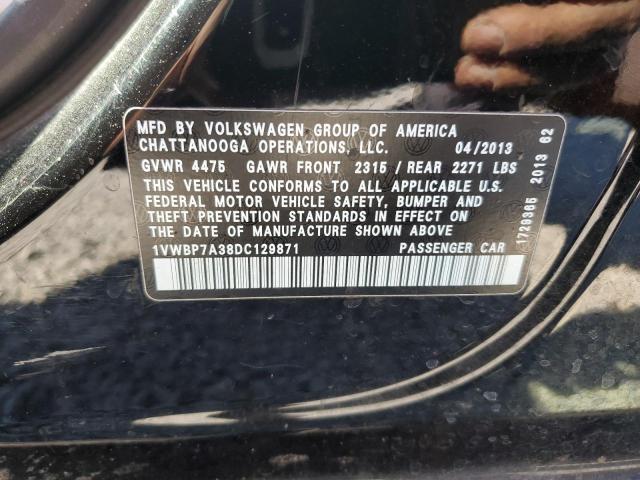 MFD BY VOLKSWAGEN GROUP OF AMERICA
CHATTANOOGA OPERATIONS, LLC. 04/2013
GVWR 4475 GAWR FRONT 2315 / REAR 2271 LBS
THIS VEHICLE CONFORMS TO ALL APPLICABLE U.S.
FEDERAL MOTOR VEHICLE SAFETY, BUMPER AND
THEFT PREVENTION STANDARDS IN EFFECT ON
THE DATE OF MANUFACTURE SHOWN ABOVE.
1VWBP7A38DC129871 PASSENGER CAR
1729365 2013 62